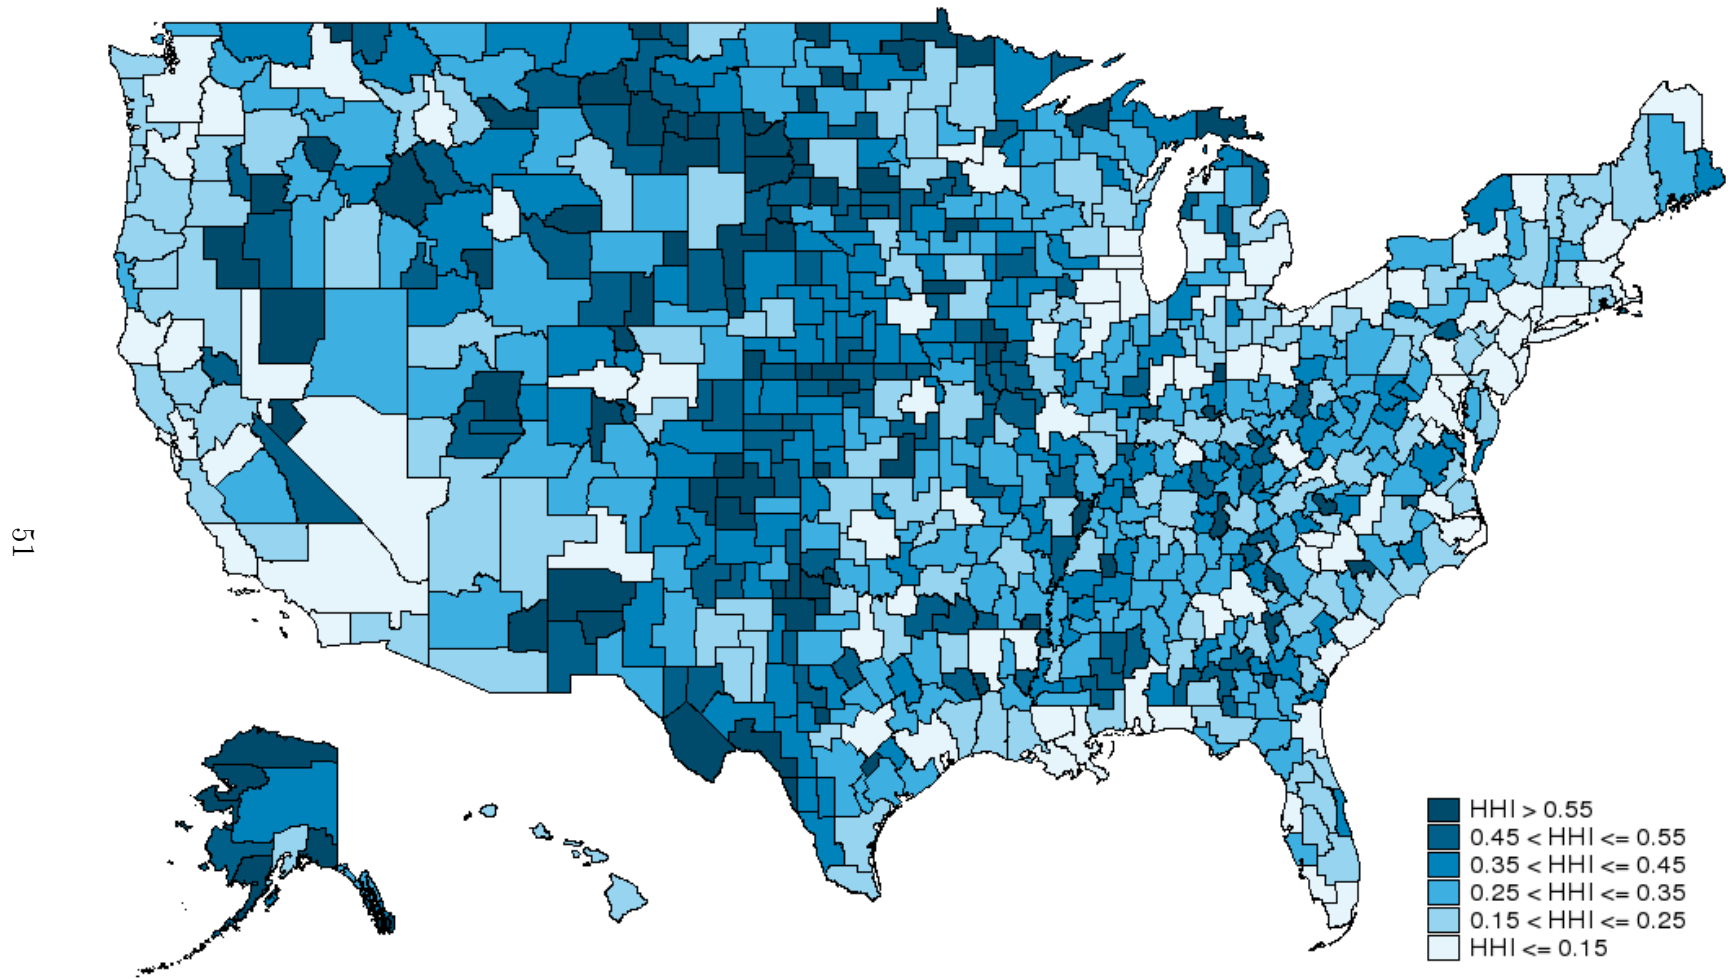 51
HHI > 0.55
0.45 < HHI <= 0.55
0.35 < HHI <= 0.45
0.25 < HHI <= 0.35
0.15 < HHI <= 0.25
HHI <= 0.15